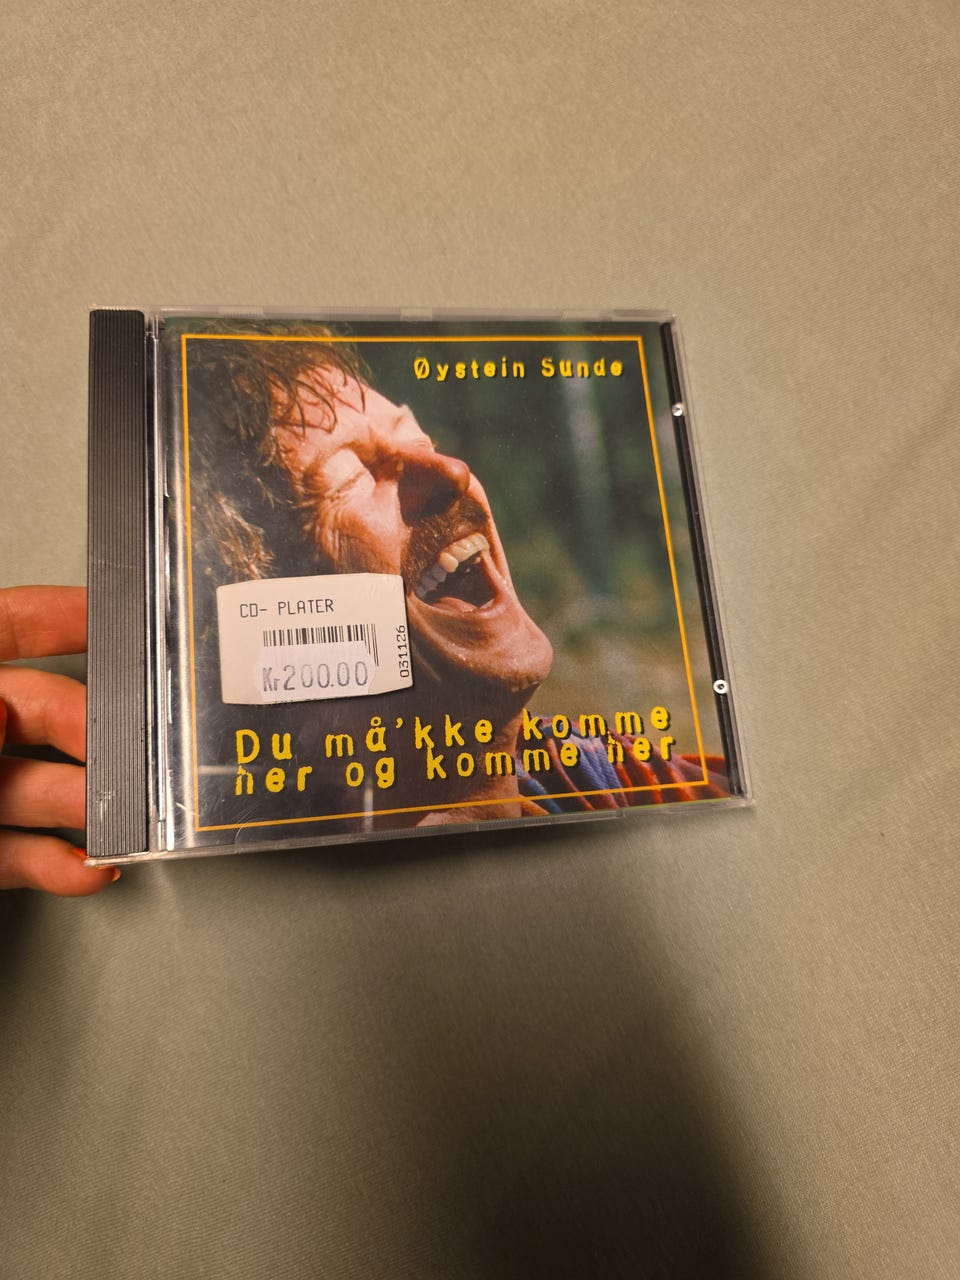 Øystein Sunde
CD- PLATER
Kr200.00
031126
Du må'kke komme
her og komme her